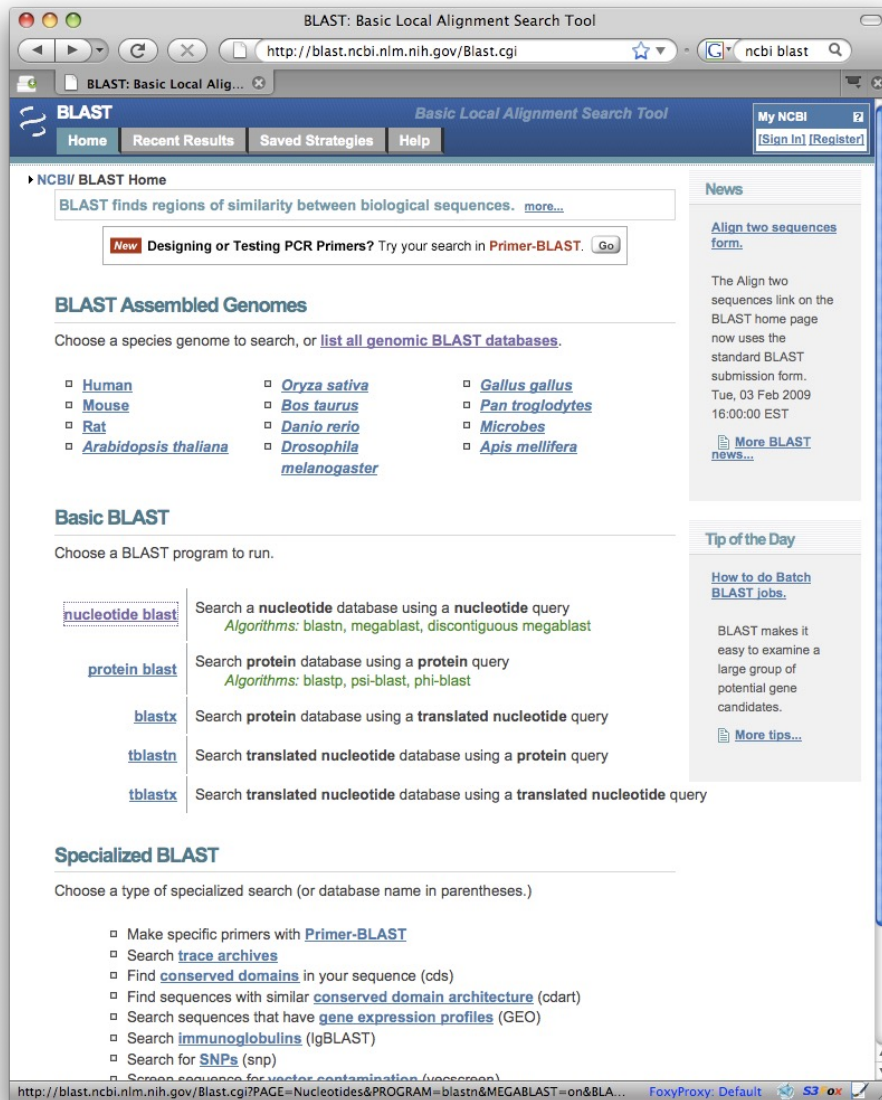 BLAST: Basic Local Alignment Search Tool
http://blast.ncbi.nlm.nih.gov/Blast.cgi
G
ncbi blast
BLAST: Basic Local Alig...
BLAST
Basic Local Alignment Search Tool
My NCBI
?
Home
Recent Results
Saved Strategies
Help
[Sign In] [Register]
NCBI/ BLAST Home
BLAST finds regions of similarity between biological sequences. more...
New Designing or Testing PCR Primers? Try your search in Primer-BLAST. Go
BLAST Assembled Genomes
Choose a species genome to search, or list all genomic BLAST databases.
Human
Mouse
Rat
Arabidopsis thaliana
Oryza sativa
Bos taurus
Danio rerio
Drosophila
melanogaster
Gallus gallus
Pan troglodytes
Microbes
Apis mellifera
Basic BLAST
Choose a BLAST program to run.
nucleotide blast
Search a nucleotide database using a nucleotide query
Algorithms: blastn, megablast, discontiguous megablast
protein blast
Search protein database using a protein query
Algorithms: blastp, psi-blast, phi-blast
blastx
Search protein database using a translated nucleotide query
tblastn
Search translated nucleotide database using a protein query
tblastx
Search translated nucleotide database using a translated nucleotide query
Specialized BLAST
Choose a type of specialized search (or database name in parentheses.)
Make specific primers with Primer-BLAST
Search trace archives
Find conserved domains in your sequence (cds)
Find sequences with similar conserved domain architecture (cdart)
Search sequences that have gene expression profiles (GEO)
Search immunoglobulins (IgBLAST)
Search for SNPs (snp)
Screen sequence for vector contamination (vecscreen)
News
Align two sequences
form.
The Align two
sequences link on the
BLAST home page
now uses the
standard BLAST
submission form.
Tue, 03 Feb 2009
16:00:00 EST
More BLAST
news...
Tip of the Day
How to do Batch
BLAST jobs.
BLAST makes it
easy to examine a
large group of
potential gene
candidates.
More tips...
http://blast.ncbi.nlm.nih.gov/Blast.cgi?PAGE=Nucleotides&PROGRAM=blastn&MEGABLAST=on&BLA...
FoxyProxy: Default
S3Fox